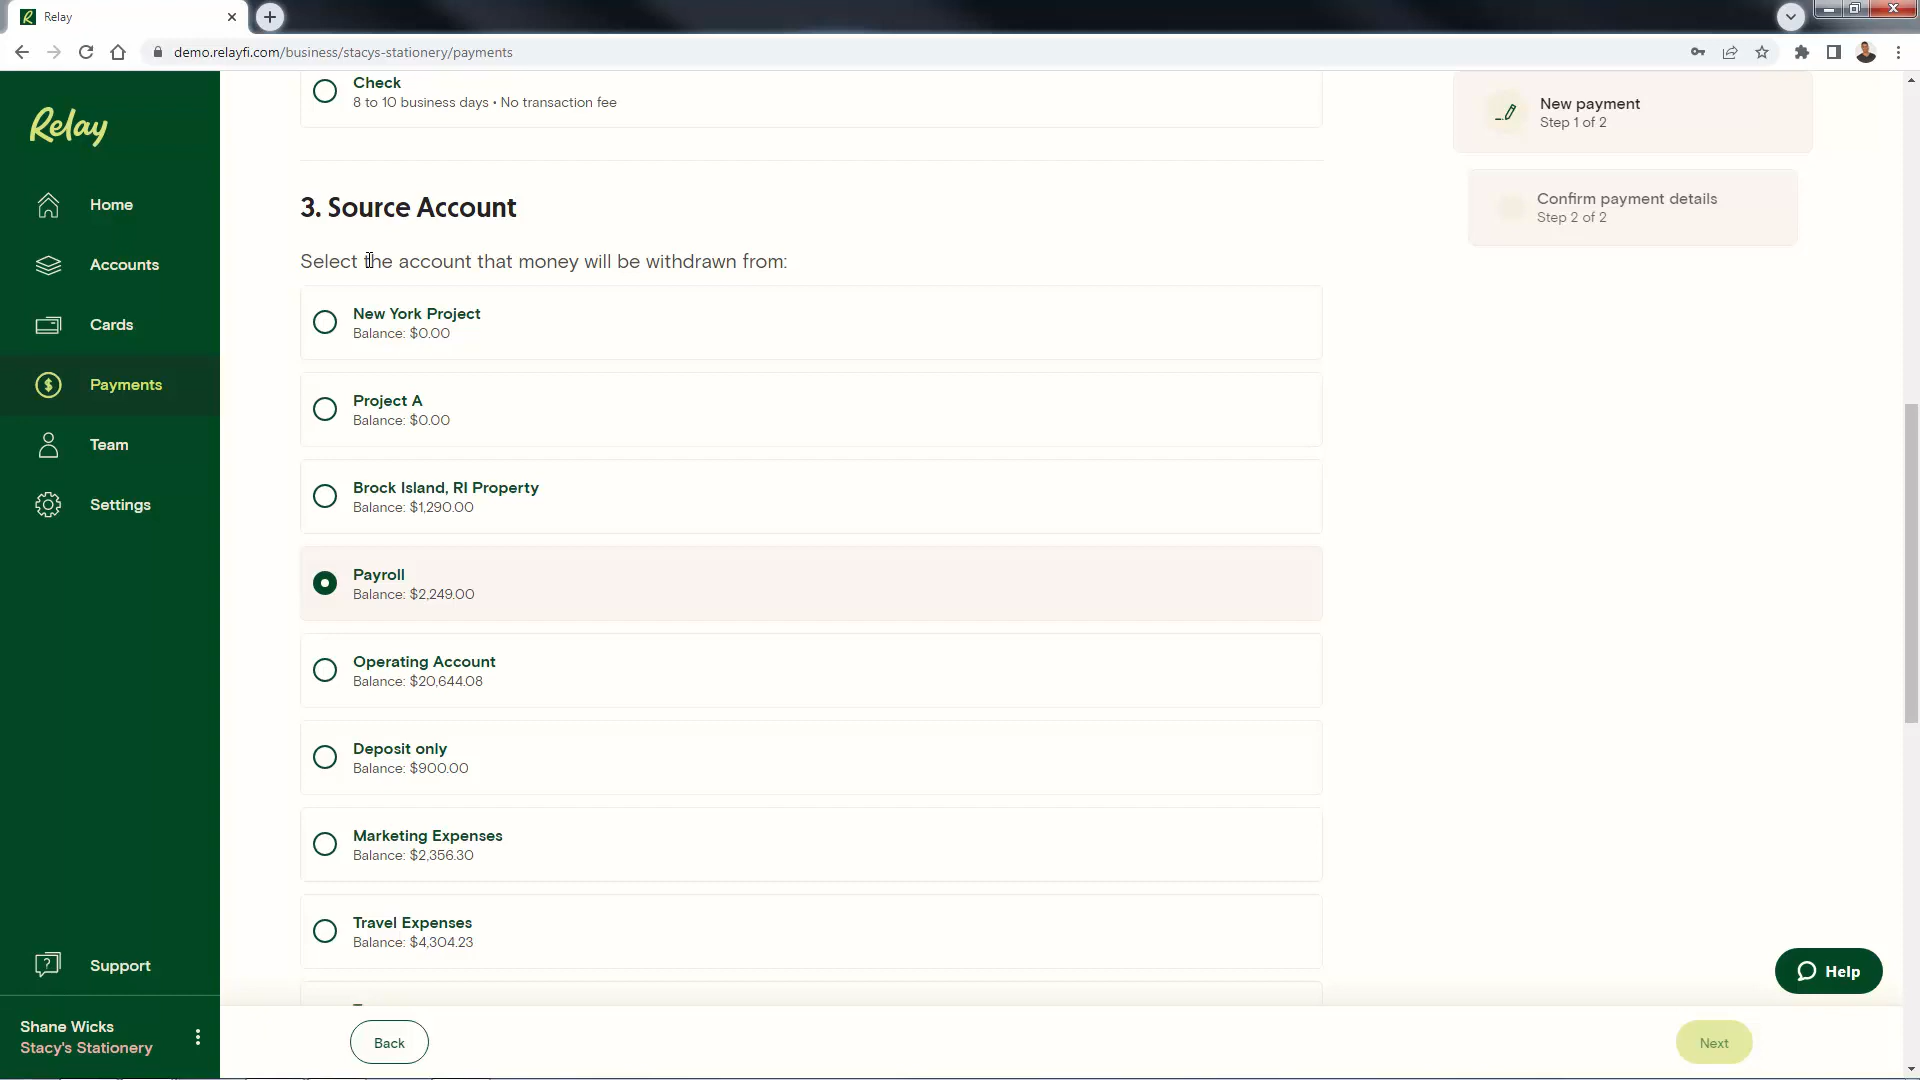 Relay
demo.relayfi.com/business/stacys-stationery/payments
Relay
Home
Accounts
Cards
Payments
Team
Settings
Support
Shane Wicks
Stacy's Stationery
Check
8 to 10 business days • No transaction fee
3. Source Account
Select the account that money will be withdrawn from:
New York Project
Balance: $0.00
Project A
Balance: $0.00
Brock Island, RI Property
Balance: $1,290.00
Payroll
Balance: $2,249.00
Operating Account
Balance: $20,644.08
Deposit only
Balance: $900.00
Marketing Expenses
Balance: $2,356.30
Travel Expenses
Balance: $4,304.23
Back
Next
New payment
Step 1 of 2
Confirm payment details
Step 2 of 2
Help